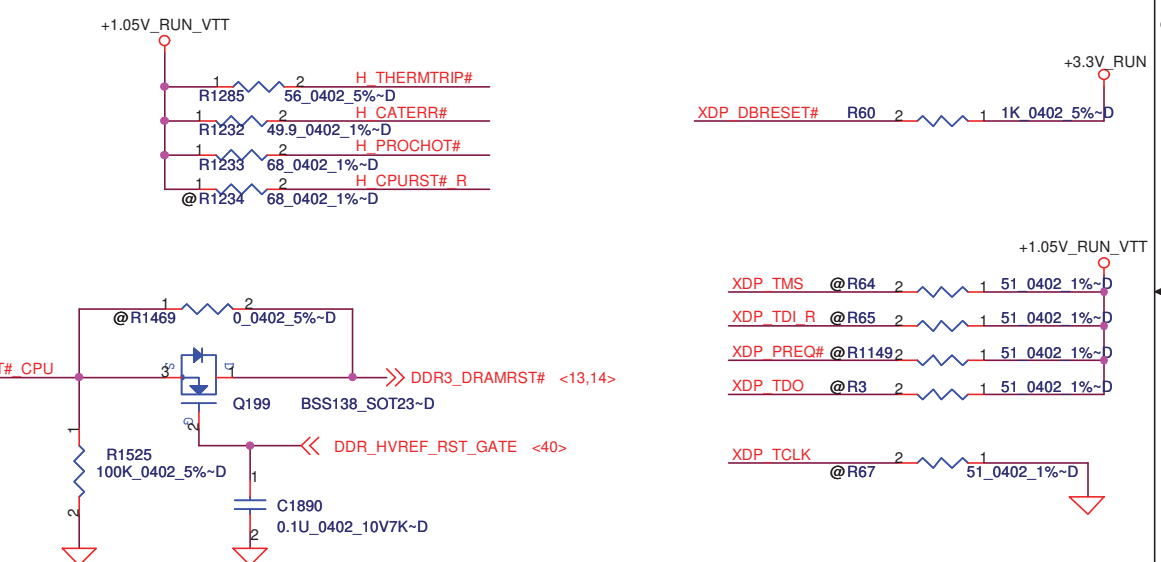 +1.05V_RUN_VTT
1 2 H_THERMTRIP#
R1285 56_0402_5%~D
1 2 H_CATERR#
R1232 49.9_0402_1%~D
1 2 H_PROCHOT#
R1233 68_0402_1%~D
1 2 H_CPURST#_R
@R1234 68_0402_1%~D
+3.3V_RUN
XDP_DBRESET# R60 2 1 1K_0402_5%~D
1 2
@R1469 0_0402_5%~D
T#_CPU 3 S D 1 DDR3_DRAMRST# <13,14>
Q199 BSS138_SOT23~D
G 2
DDR_HVREF_RST_GATE <40>
1
R1525
100K_0402_5%~D
2
1
C1890
0.1U_0402_10V7K~D
2
+1.05V_RUN_VTT
XDP_TMS @R64 2 1 51_0402_1%~D
XDP_TDI_R @R65 2 1 51_0402_1%~D
XDP_PREQ# @R1149 2 1 51_0402_1%~D
XDP_TDO @R3 2 1 51_0402_1%~D
XDP_TCLK 2 1
@R67 51_0402_1%~D